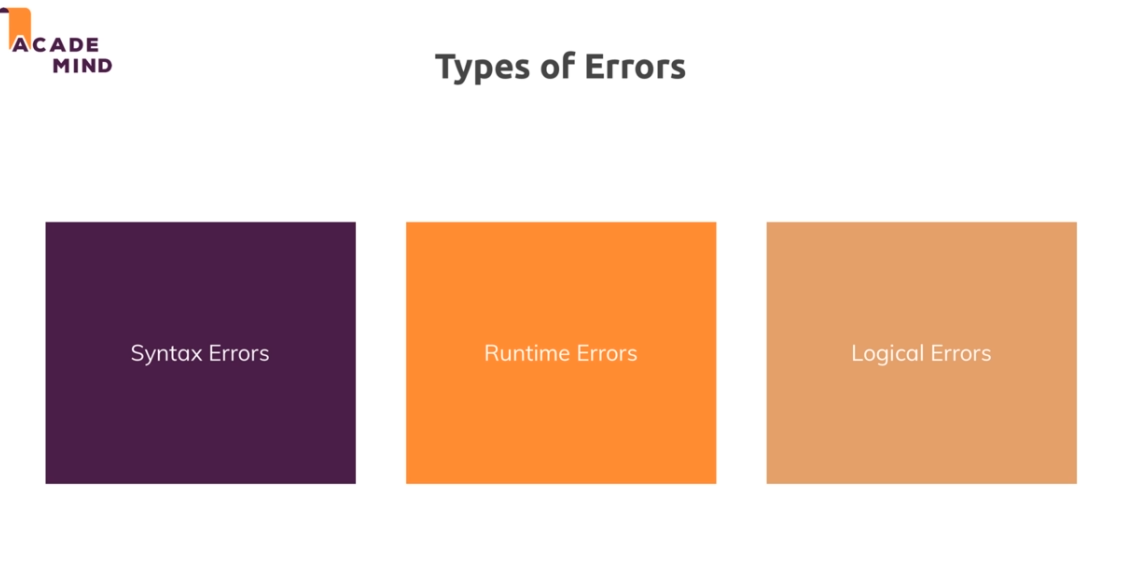 ACADE
MIND
Types of Errors
Syntax Errors
Runtime Errors
Logical Errors